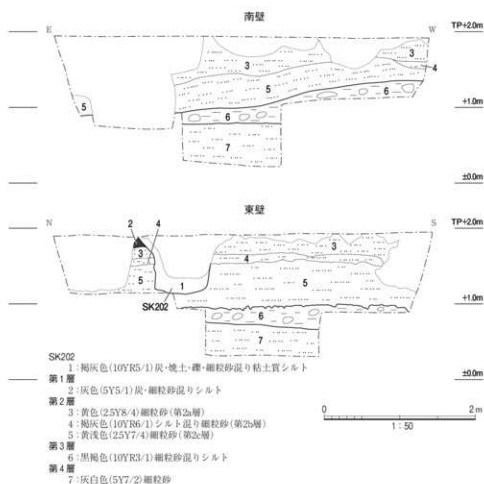 南壁
E
W
TP+2.0m
3
3
4
5
5
6
6
+1.0m
7
±0.0m
東壁
N
2
4
S
TP+2.0m
3
3
4
5
1
5
SK202
+1.0m
6
7
±0.0m
SK202
1:褐灰色(10YR5/1)炭・焼土・礫・細粒砂混り粘土質シルト
第1層
2:灰色(5Y5/1)炭・細粒砂混りシルト
第2層
3:黄色(2.5Y8/4)細粒砂(第2a層)
4:褐灰色(10YR6/1)シルト混り細粒砂(第2b層)
5:黄浅色(2.5Y7/4)細粒砂(第2c層)
第3層
6:黒褐色(10YR3/1)細粒砂混りシルト
第4層
7:灰白色(5Y7/2)細粒砂
0
2m
1:50